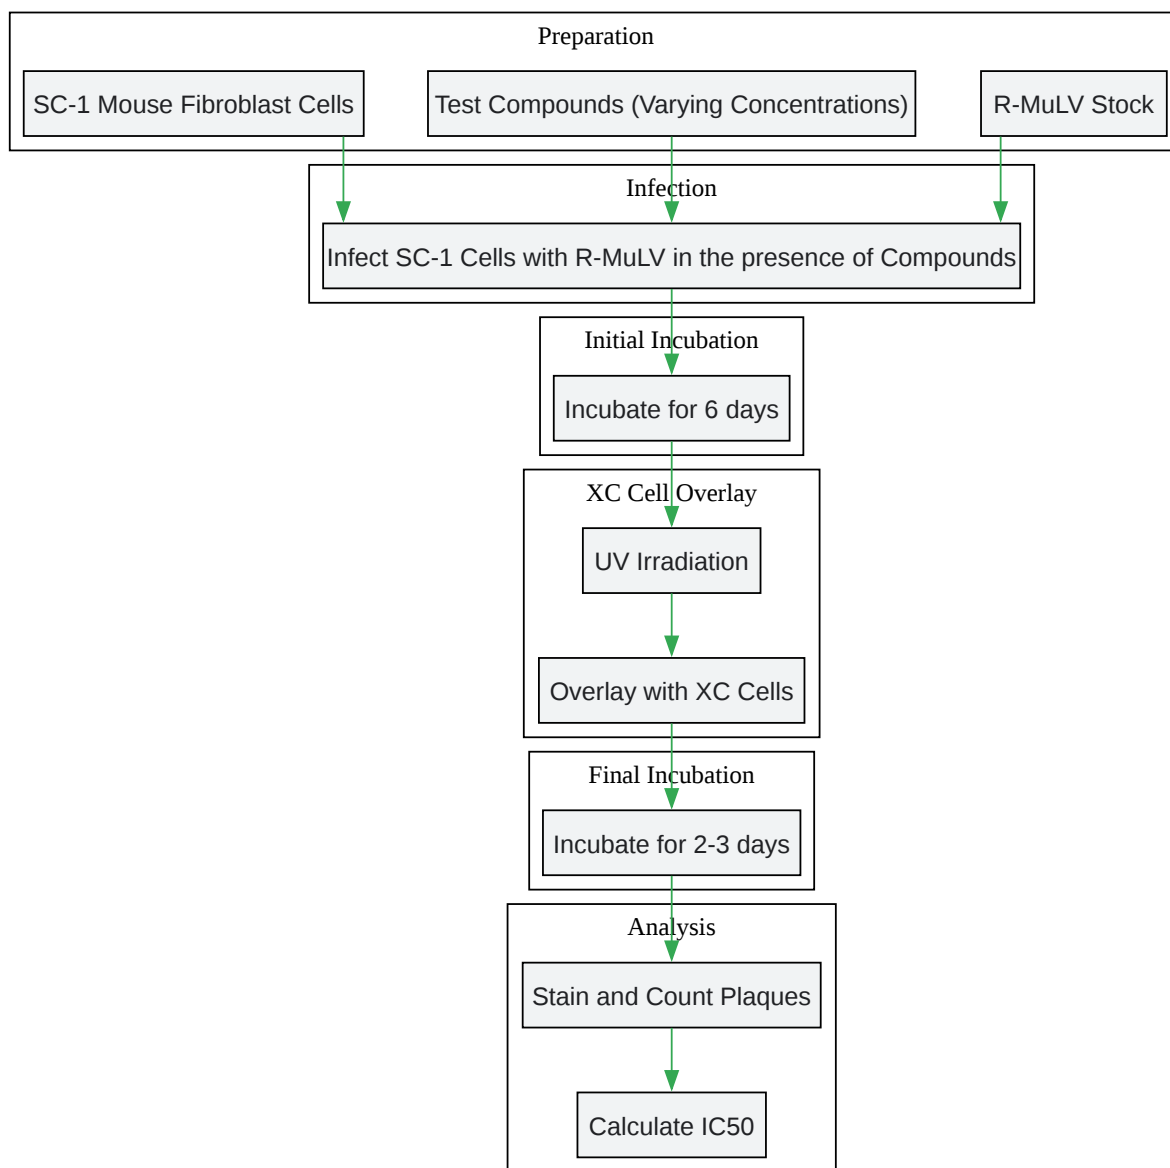 Preparation
SC-1 Mouse Fibroblast Cells
Test Compounds (Varying Concentrations)
R-MuLV Stock
Infection
Infect SC-1 Cells with R-MuLV in the presence of Compounds
Initial Incubation
Incubate for 6 days
XC Cell Overlay
UV Irradiation
Overlay with XC Cells
Final Incubation
Incubate for 2-3 days
Analysis
Stain and Count Plaques
Calculate IC50